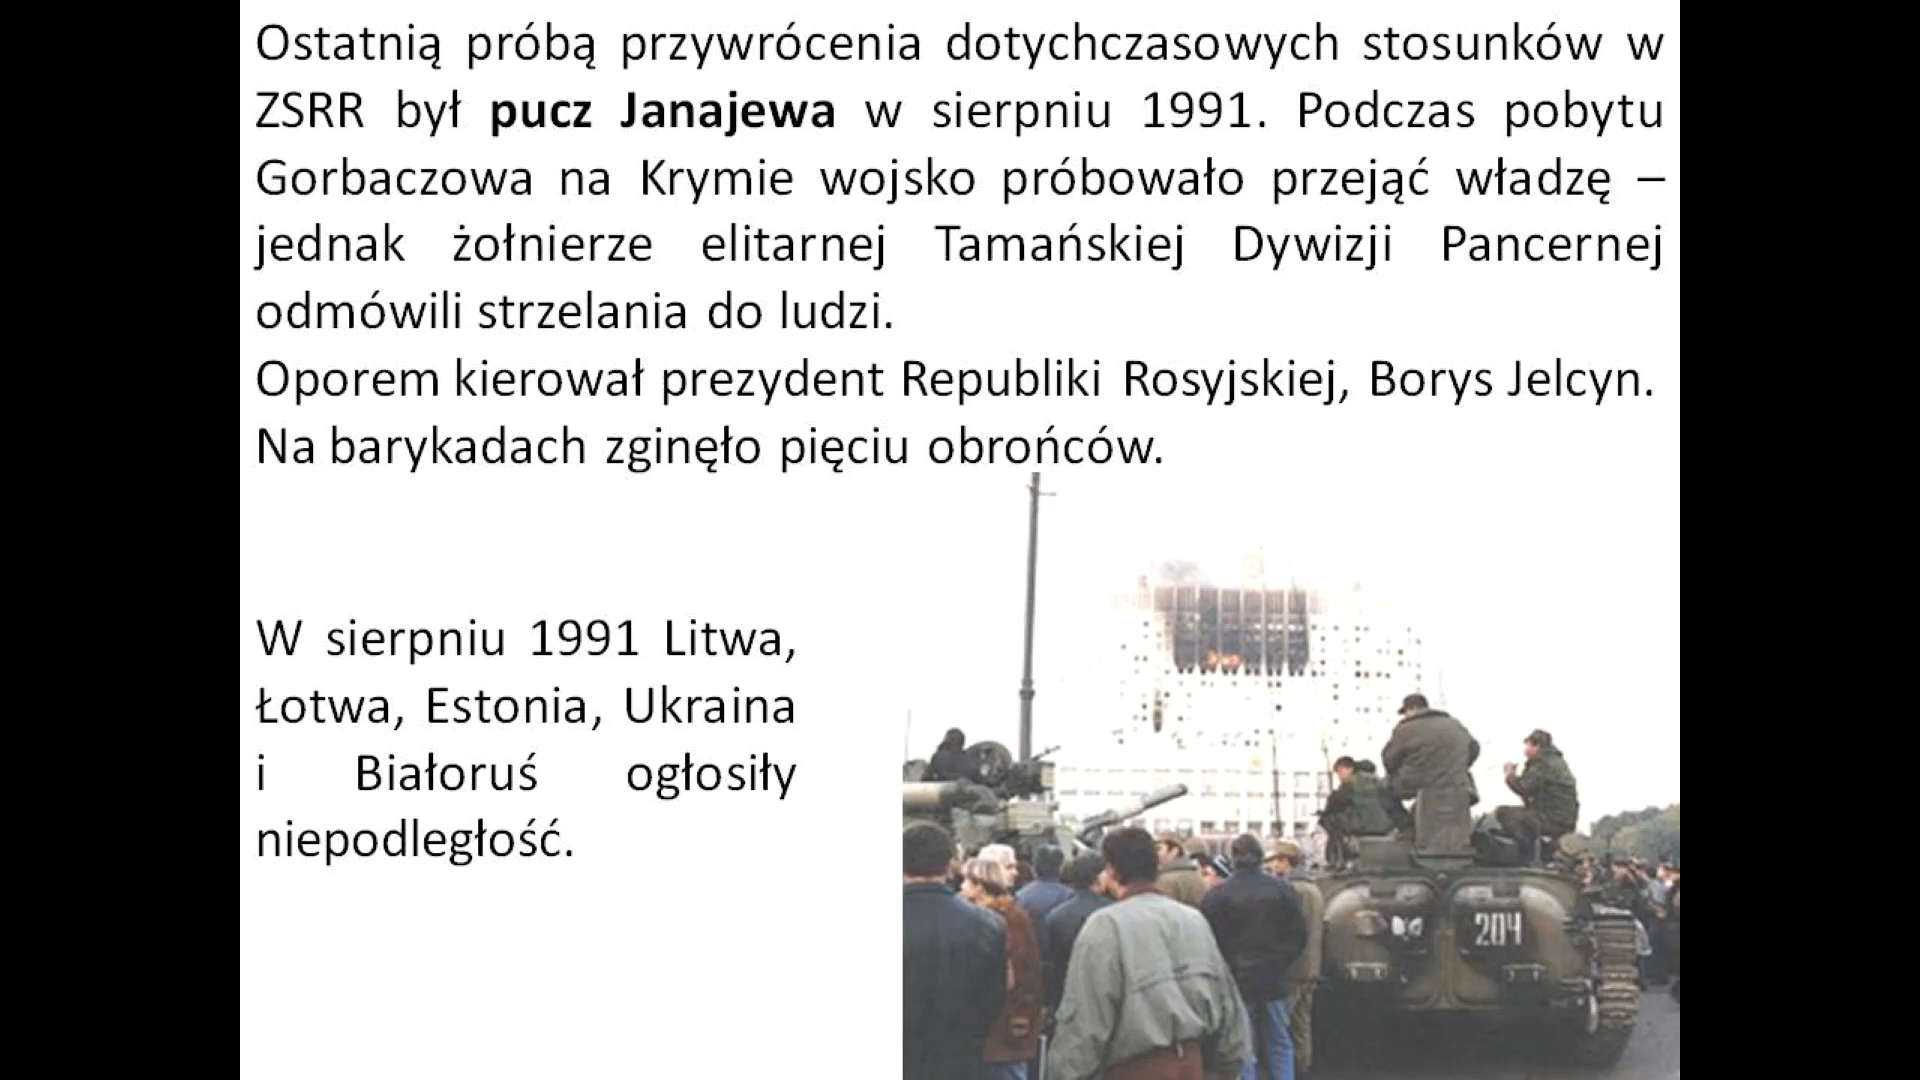 Ostatnią próbą przywrócenia dotychczasowych stosunków w
ZSRR był pucz Janajewa w sierpniu 1991. Podczas pobytu
Gorbaczowa na Krymie wojsko próbowało przejąć władzę –
jednak żołnierze elitarnej Tamańskiej Dywizji Pancernej
odmówili strzelania do ludzi.
Oporem kierował prezydent Republiki Rosyjskiej, Borys Jelcyn.
Na barykadach zginęło pięciu obrońców.
W sierpniu 1991 Litwa,
Łotwa, Estonia, Ukraina
i Białoruś ogłosiły
niepodległość.
204